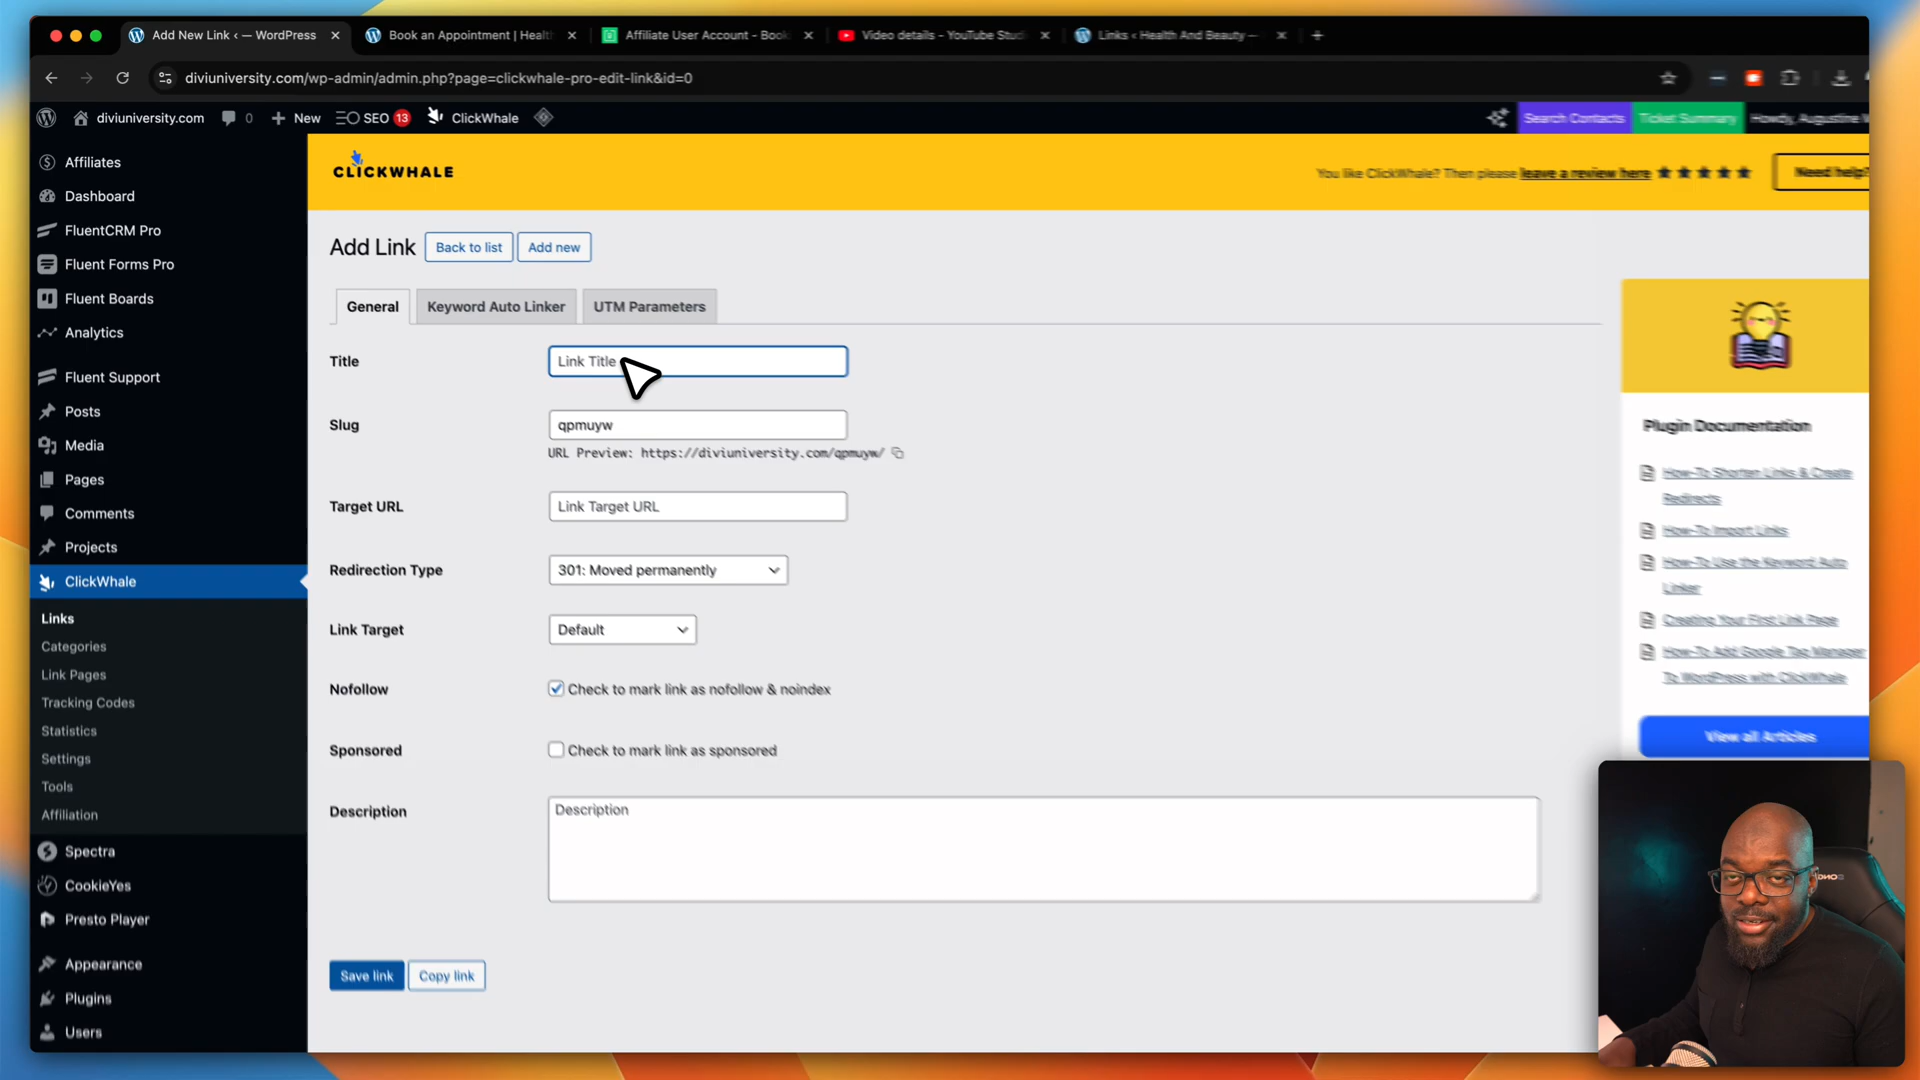 Add New Link ‹ — WordPress
Book an Appointment | Healt
Affiliate User Account - Book
Video details - YouTube Studi
Links ‹ Health And Beauty —
diviuniversity.com/wp-admin/admin.php?page=clickwhale-pro-edit-link&id=0
diviuniversity.com
0
New
SEO 13
ClickWhale
Search Contacts
Ticket Summary
Howdy, Augustine
Affiliates
Dashboard
FluentCRM Pro
Fluent Forms Pro
Fluent Boards
Analytics
Fluent Support
Posts
Media
Pages
Comments
Projects
ClickWhale
Links
Categories
Link Pages
Tracking Codes
Statistics
Settings
Tools
Affiliation
Spectra
CookieYes
Presto Player
Appearance
Plugins
Users
CLICKWHALE
You like ClickWhale? Then please leave a review here ★★★★★
Need help?
Add Link
Back to list
Add new
General
Keyword Auto Linker
UTM Parameters
Title
Link Title
Slug
qpmuyw
URL Preview: https://diviuniversity.com/qpmuyw/
Target URL
Link Target URL
Redirection Type
301: Moved permanently
Link Target
Default
Nofollow
Check to mark link as nofollow & noindex
Sponsored
Check to mark link as sponsored
Description
Description
Save link
Copy link
Plugin Documentation
How-To Shorten Links & Create
Redirects
How-To Import Links
How-To Use the Keyword Auto
Linker
Creating Your First Link Page
How-To Add Google Tag Manager
To WordPress with ClickWhale
View all Articles